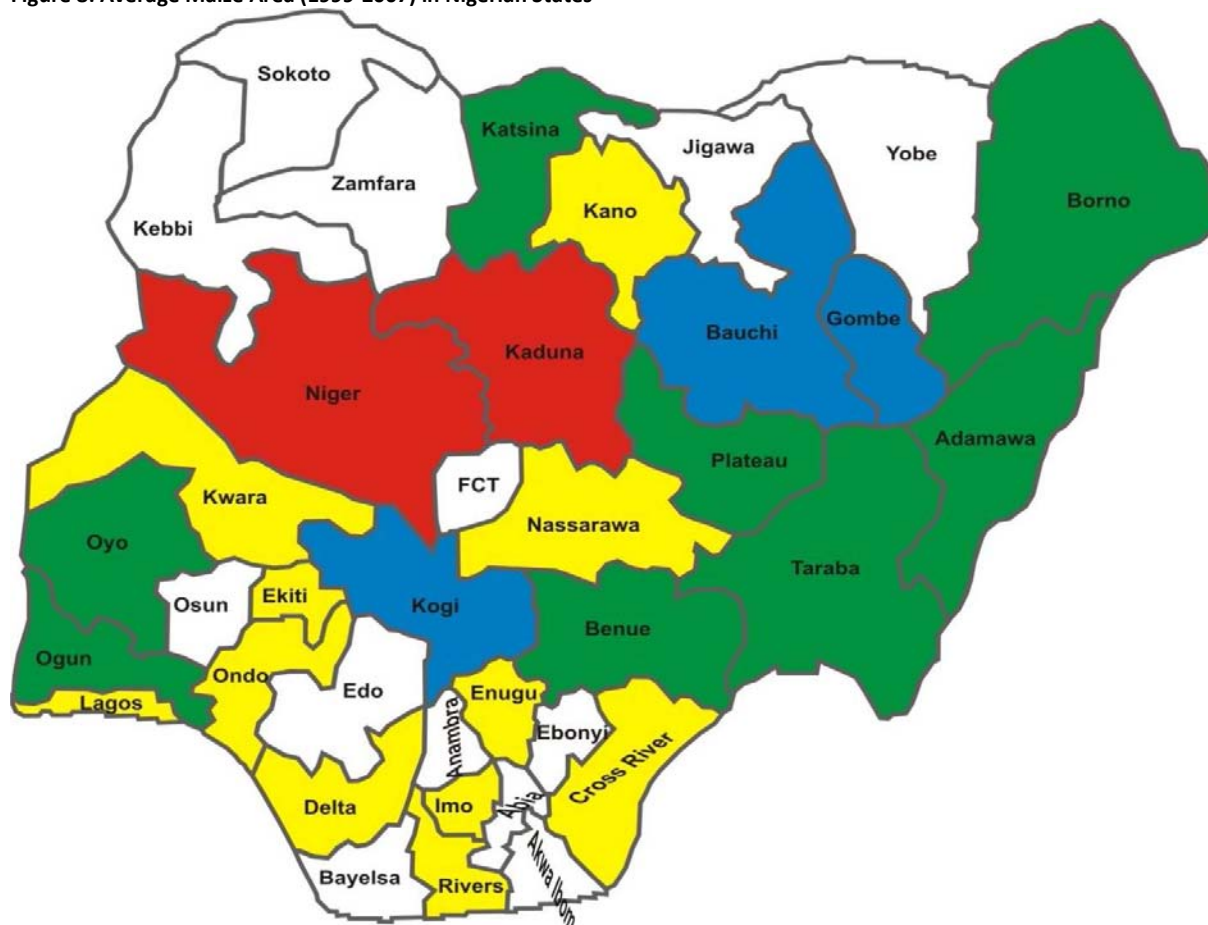 Average Maize Area (1999-2007) in Nigerian States
Sokoto
Katsina
Jigawa
Yobe
Zamfara
Borno
Kano
Kebbi
Gombe
Bauchi
Kaduna
Niger
Adamawa
Plateau
FCT
Kwara
Nassarawa
Oyo
Taraba
Osun
Ekiti
Kogi
Benue
Ogun
Ondo
Edo
Enugu
Lagos
Anambra
Ebonyi
Cross River
Delta
Imo
Abia
Bayelsa
Rivers
Akwa Ibom